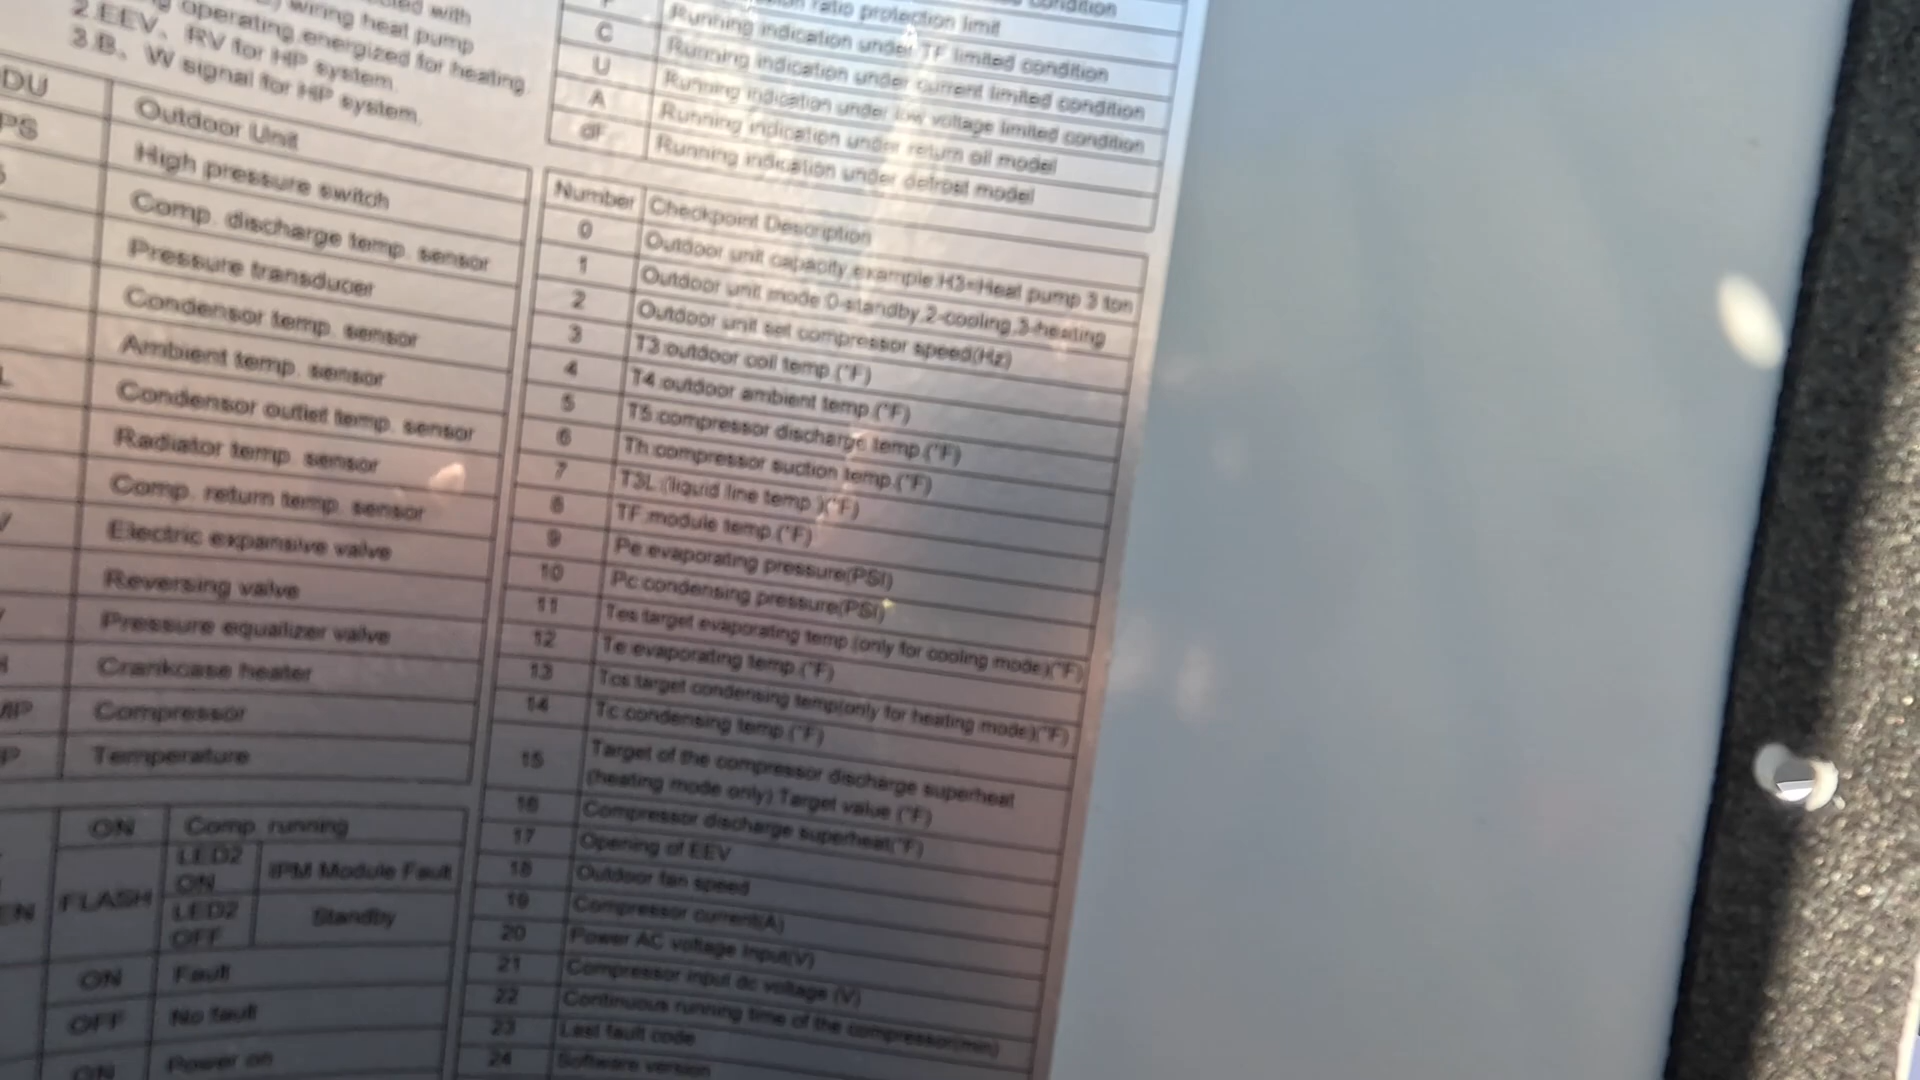 with
wiring heat pump
2.EEV、
operating,energized for heating.
RV for HP system.
3.B、 W signal for HP system.
DU Outdoor Unit
PS High pressure switch
Comp. discharge temp. sensor
Pressure transducer
Condensor temp. sensor
Ambient temp. sensor
L Condensor outlet temp. sensor
Radiator temp. sensor
Comp. return temp. sensor
V Electric expansive valve
Reversing valve
Pressure equalizer valve
Crankcase heater
Compressor
Temperature
ON Comp. running
FLASH LED2 ON IPM Module Fault
LED2 OFF Standby
ON Fault
OFF No fault
ON Power on
condition
ratio protection limit
C Running indication under TF limited condition
U Running indication under current limited condition
A Running indication under low voltage limited condition
dF Running indication under return oil model
Running indication under defrost model
Number Checkpoint Description
0 Outdoor unit capacity,example:H3=Heat pump 3 ton
1 Outdoor unit mode 0-standby,2-cooling,3-heating
2 Outdoor unit set compressor speed(Hz)
3 T3:outdoor coil temp.(°F)
4 T4:outdoor ambient temp.(°F)
5 T5:compressor discharge temp.(°F)
6 Th:compressor suction temp.(°F)
7 T3L:(liquid line temp.)(°F)
8 TF:module temp.(°F)
9 Pe:evaporating pressure(PSI)
10 Pc:condensing pressure(PSI)
11 Tes:target evaporating temp.(only for cooling mode)(°F)
12 Te:evaporating temp.(°F)
13 Tcs:target condensing temp(only for heating mode)(°F)
14 Tc:condensing temp.(°F)
15 Target of the compressor discharge superheat
(heating mode only) Target value (°F)
16 Compressor discharge superheat(°F)
17 Opening of EEV
18 Outdoor fan speed
19 Compressor current(A)
20 Power AC voltage Input(V)
21 Compressor input dc voltage (V)
22 Continuous running time of the compressor(min)
23 Last fault code
24 Software version